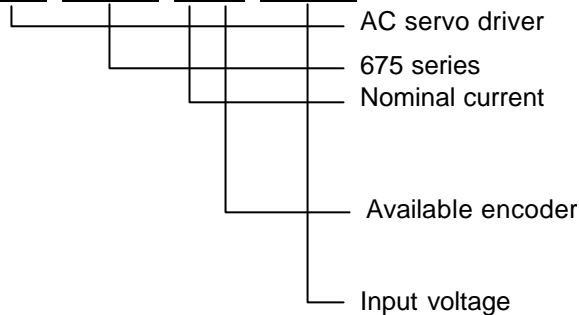 AC servo driver
675 series
Nominal current
Available encoder
Input voltage